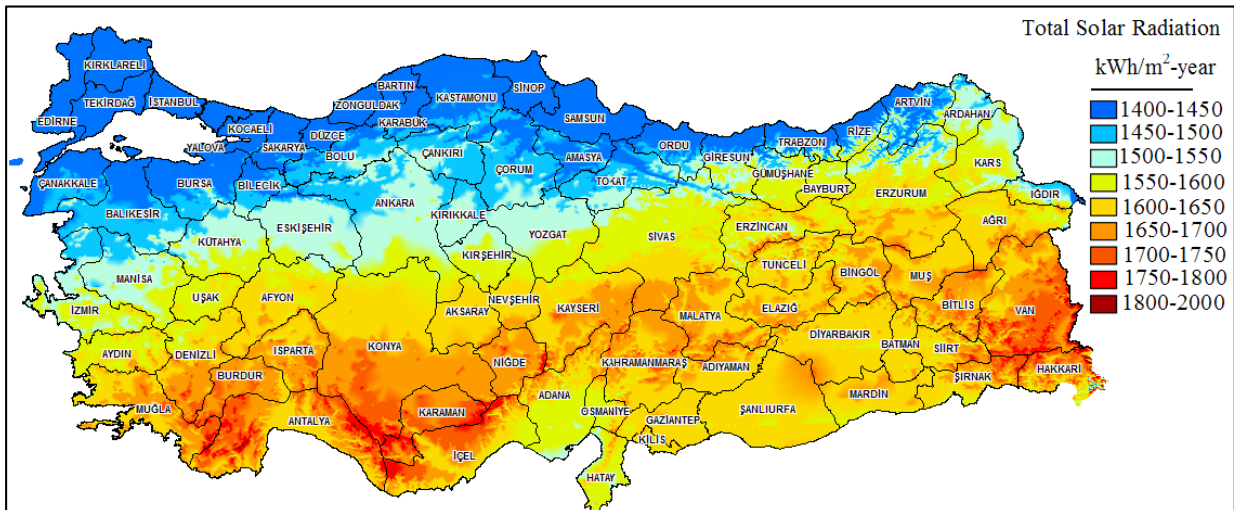 Total Solar Radiation
kWh/m²-year
1400-1450
1450-1500
1500-1550
1550-1600
1600-1650
1650-1700
1700-1750
1750-1800
1800-2000
KIRKLARELİ
TEKİRDAĞ
İSTANBUL
EDİRNE
KOCAELİ
YALOVA
SAKARYA
DÜZCE
BOLU
ZONGULDAK
BARTIN
KARABÜK
KASTAMONU
SİNOP
SAMSUN
ÇANKIRI
ÇORUM
AMASYA
TOKAT
ORDU
GİRESUN
TRABZON
RİZE
ARTVİN
ARDAHAN
KARS
GÜMÜŞHANE
BAYBURT
ERZURUM
IĞDIR
AĞRI
ÇANAKKALE
BURSA
BİLECİK
BALIKESİR
KÜTAHYA
ESKİŞEHİR
ANKARA
KIRIKKALE
YOZGAT
KIRŞEHİR
SİVAS
ERZİNCAN
TUNCELİ
BİNGÖL
MUŞ
BİTLİS
VAN
MANİSA
İZMİR
UŞAK
AFYON
AKSARAY
NEVŞEHİR
KAYSERİ
MALATYA
ELAZIĞ
DİYARBAKIR
BATMAN
SİİRT
AYDIN
DENİZLİ
ISPARTA
BURDUR
KONYA
NİĞDE
KAHRAMANMARAŞ
ADIYAMAN
ŞIRNAK
HAKKARİ
MUĞLA
ANTALYA
KARAMAN
İÇEL
ADANA
OSMANİYE
GAZİANTEP
KİLİS
ŞANLIURFA
MARDİN
HATAY